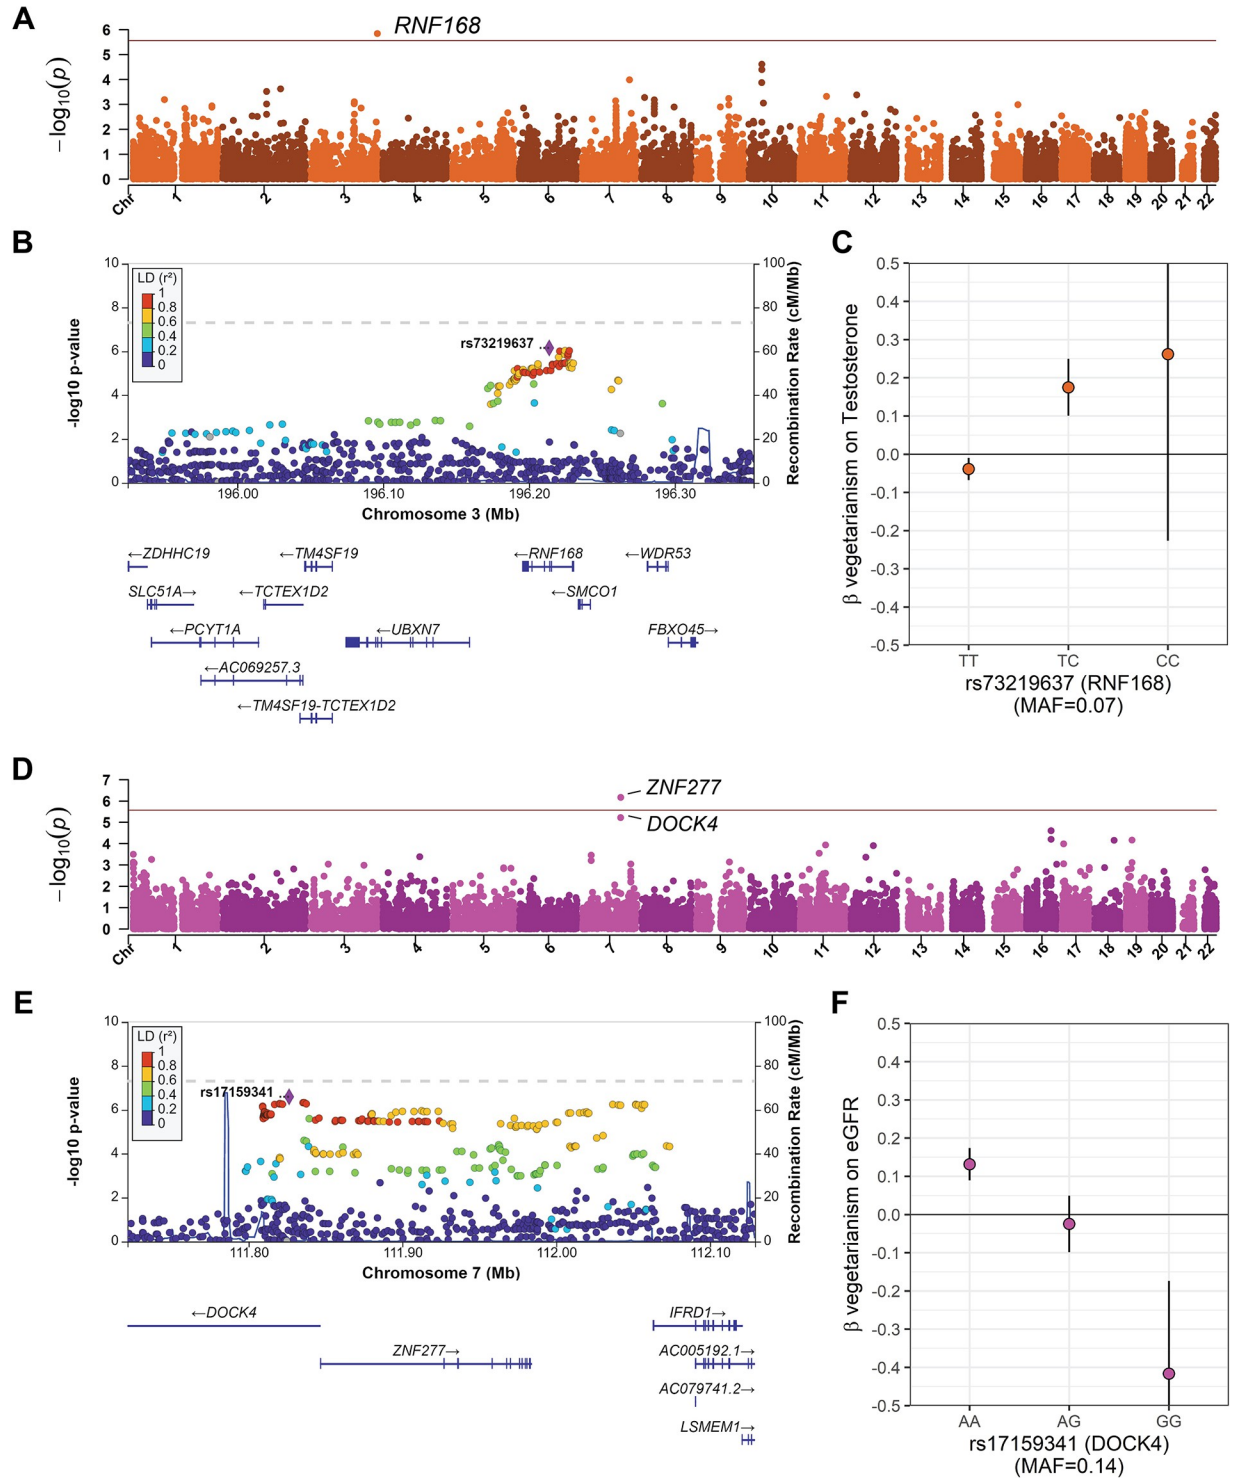 A
RNF168
6
5
4
3
2
1
0
−log10(p)
Chr 1 2 3 4 5 6 7 8 9 10 11 12 13 14 15 16 17 18 19 20 21 22
B
10
8
6
4
2
0
-log10 p-value
LD (r²)
1
0.8
0.6
0.4
0.2
0
rs73219637
100
80
60
40
20
0
Recombination Rate (cM/Mb)
196.00 196.10 196.20 196.30
Chromosome 3 (Mb)
←ZDHHC19 ←TM4SF19 ←RNF168 ←WDR53
SLC51A→ ←TCTEX1D2 ←SMCO1
←PCYT1A ←UBXN7 FBXO45→
←AC069257.3
←TM4SF19-TCTEX1D2
C
0.5
0.4
0.3
0.2
0.1
0.0
-0.1
-0.2
-0.3
-0.4
-0.5
β vegetarianism on Testosterone
TT TC CC
rs73219637 (RNF168)
(MAF=0.07)
D
7
6
5
4
3
2
1
0
−log10(p)
ZNF277
DOCK4
Chr 1 2 3 4 5 6 7 8 9 10 11 12 13 14 15 16 17 18 19 20 21 22
E
10
8
6
4
2
0
-log10 p-value
LD (r²)
1
0.8
0.6
0.4
0.2
0
rs17159341
100
80
60
40
20
0
Recombination Rate (cM/Mb)
111.80 111.90 112.00 112.10
Chromosome 7 (Mb)
←DOCK4 IFRD1→
ZNF277→ AC005192.1→
AC079741.2→
LSMEM1→
F
0.5
0.4
0.3
0.2
0.1
0.0
-0.1
-0.2
-0.3
-0.4
-0.5
β vegetarianism on eGFR
AA AG GG
rs17159341 (DOCK4)
(MAF=0.14)